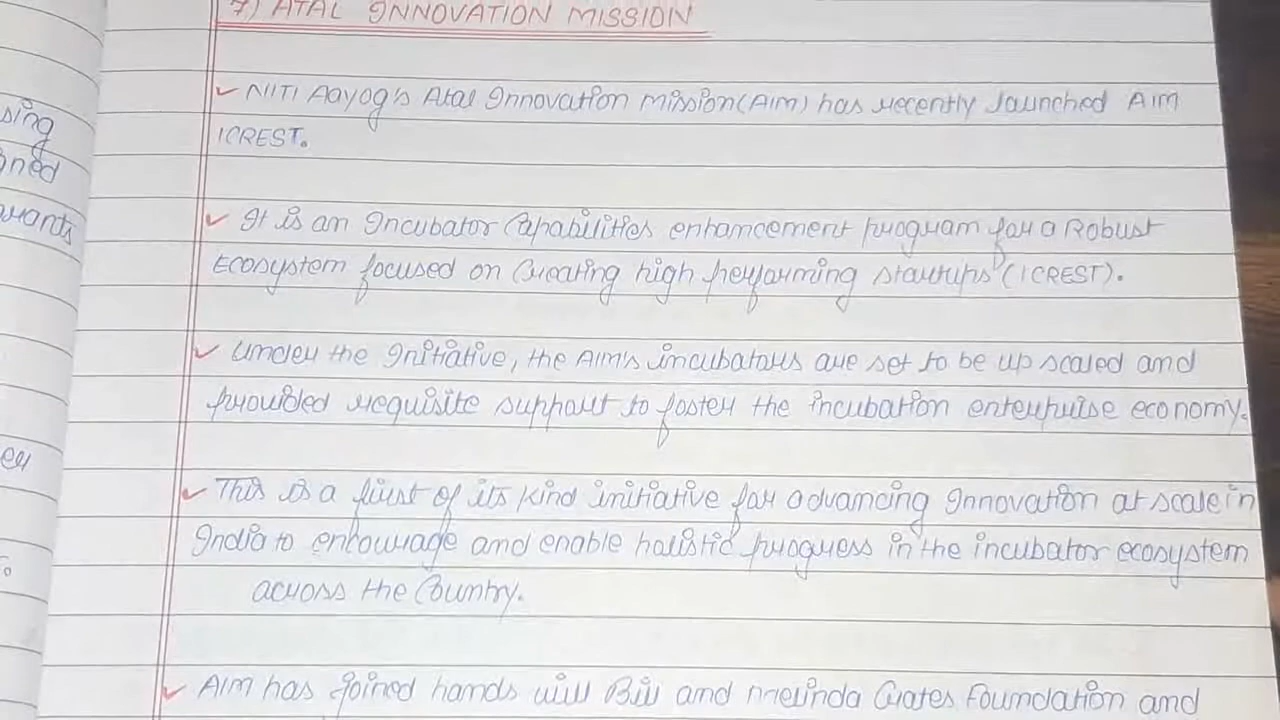 7) ATAL INNOVATION MISSION
NITI Aayog's Atal Innovation Mission (AIM) has recently launched AIM
ICREST.
It is an Incubator Capabilities enhancement program for a Robust
Ecosystem focused on Creating high performing startups (ICREST).
Under the Initiative, the AIM's incubators are set to be up scaled and
provided requisite support to foster the incubation enterprise economy.
This is a first of its kind initiative for advancing Innovation at scale in
India to encourage and enable holistic progress in the incubator ecosystem
across the Country.
AIM has joined hands will Bill and Melinda Gates Foundation and
sing
ned
wants